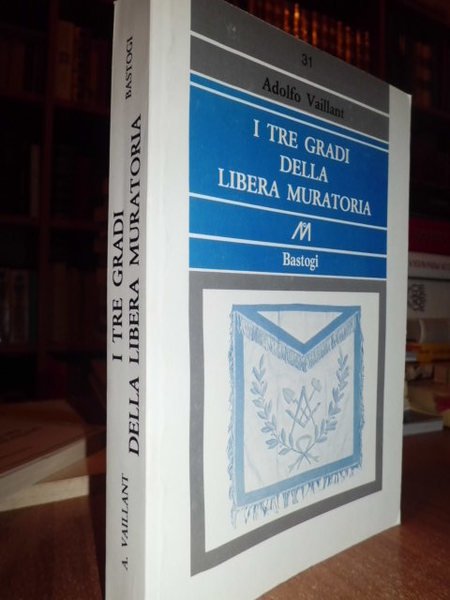 31
Adolfo Vaillant
I TRE GRADI
DELLA
LIBERA MURATORIA
Bastogi
A. VAILLANT
I TRE GRADI
DELLA LIBERA MURATORIA
BASTOGI